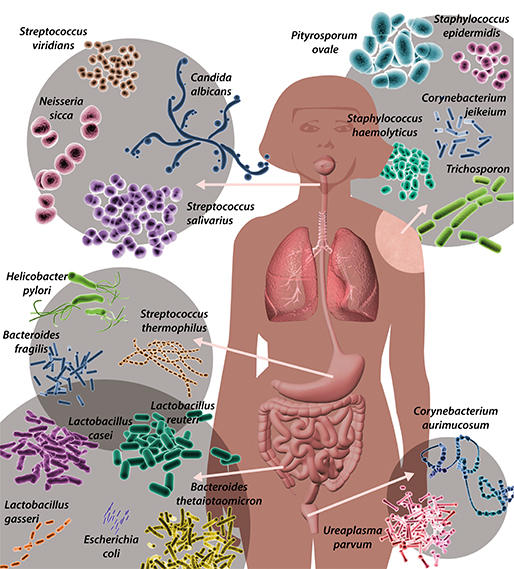 Streptococcus
viridians
Neisseria
sicca
Candida
albicans
Streptococcus
salivarius
Pityrosporum
ovale
Staphylococcus
epidermidis
Corynebacterium
jeikeium
Staphylococcus
haemolyticus
Trichosporon
Helicobacter
pylori
Streptococcus
thermophilus
Bacteroides
fragilis
Lactobacillus
casei
Lactobacillus
reuteri
Lactobacillus
gasseri
Escherichia
coli
Bacteroides
thetaiotaomicron
Corynebacterium
aurimucosum
Ureaplasma
parvum